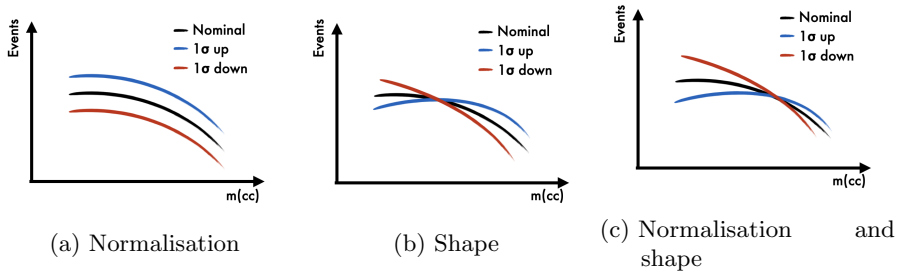 Events
Nominal
1σ up
1σ down
m(cc)
(a) Normalisation
Events
Nominal
1σ up
1σ down
m(cc)
(b) Shape
Events
Nominal
1σ up
1σ down
m(cc)
(c) Normalisation and
shape